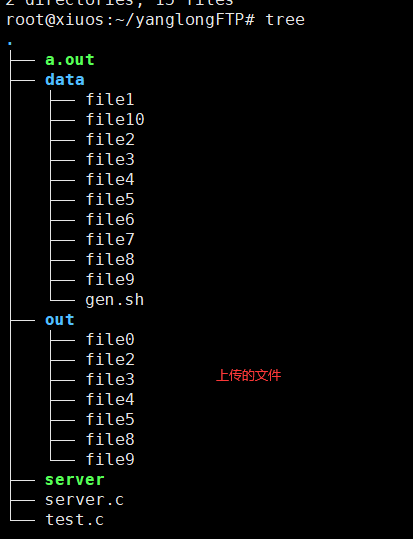 2 directories, 15 files
root@xiuos:~/yanglongFTP# tree
.
├── a.out
├── data
│   ├── file1
│   ├── file10
│   ├── file2
│   ├── file3
│   ├── file4
│   ├── file5
│   ├── file6
│   ├── file7
│   ├── file8
│   ├── file9
│   └── gen.sh
├── out
│   ├── file0
│   ├── file2
│   ├── file3
│   ├── file4
│   ├── file5
│   ├── file8
│   └── file9
├── server
├── server.c
└── test.c
上传的文件